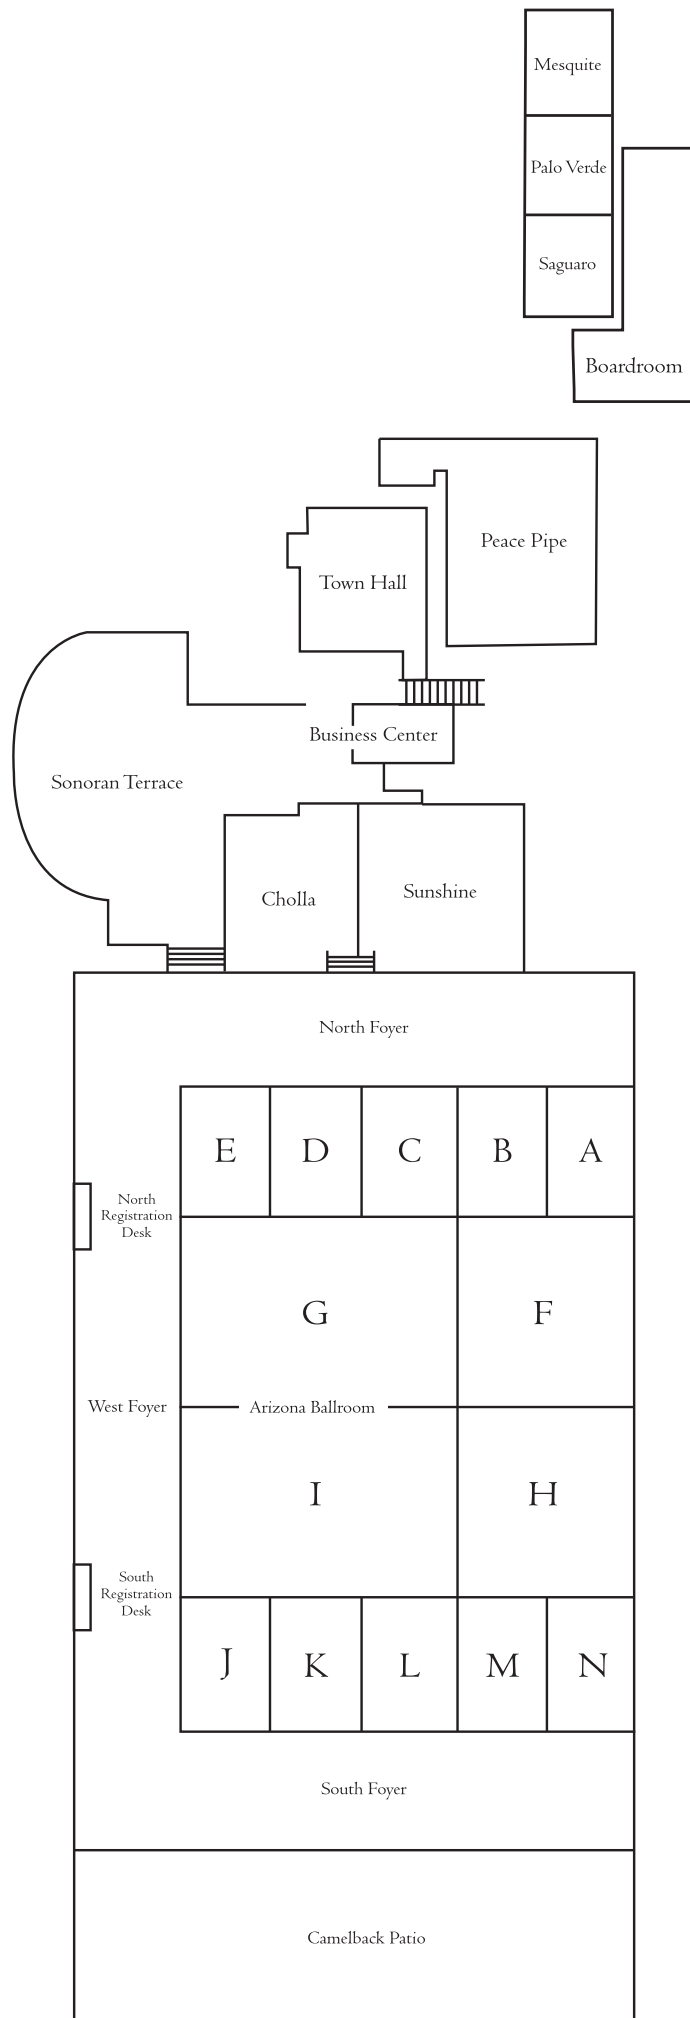 Mesquite
Palo Verde
Saguaro
Boardroom
Peace Pipe
Town Hall
Business Center
Sonoran Terrace
Cholla
Sunshine
North Foyer
E D C B A
North
Registration
Desk
G F
West Foyer
Arizona Ballroom
I H
South
Registration
Desk
J K L M N
South Foyer
Camelback Patio